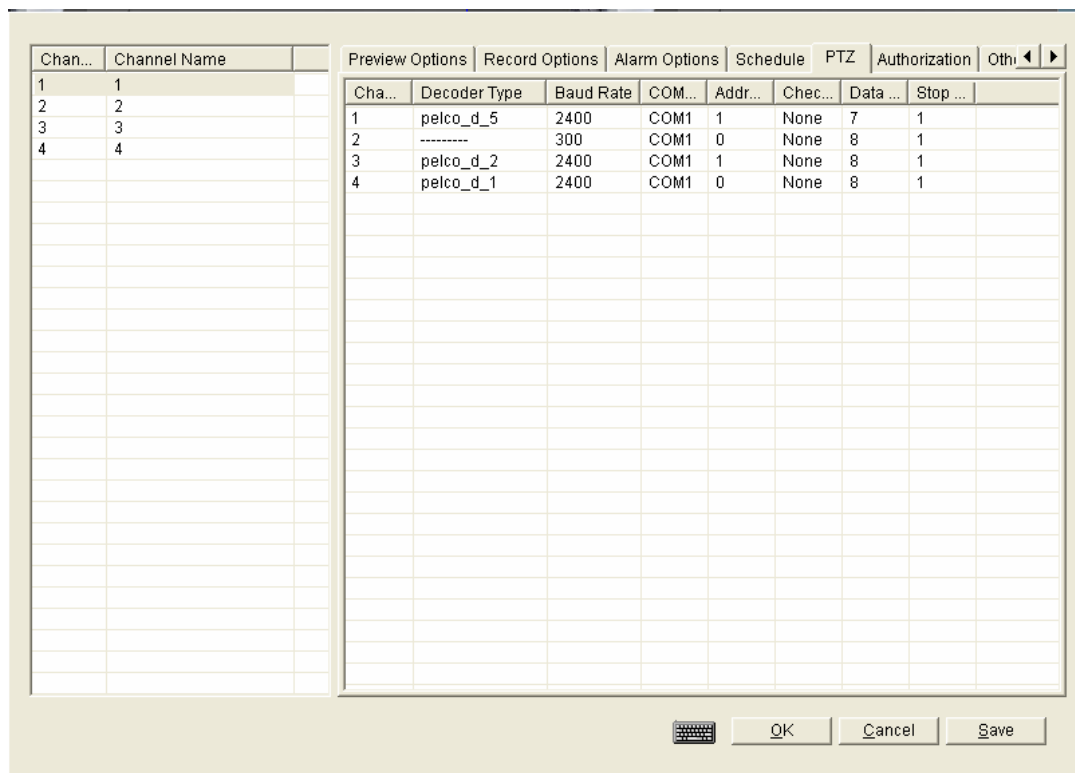 Chan... Channel Name
1 1
2 2
3 3
4 4
Preview Options Record Options Alarm Options Schedule PTZ Authorization Othe
Cha... Decoder Type Baud Rate COM... Addr... Chec... Data ... Stop ...
1 pelco_d_5 2400 COM1 1 None 7 1
2 --------- 300 COM1 0 None 8 1
3 pelco_d_2 2400 COM1 1 None 8 1
4 pelco_d_1 2400 COM1 0 None 8 1
OK Cancel Save